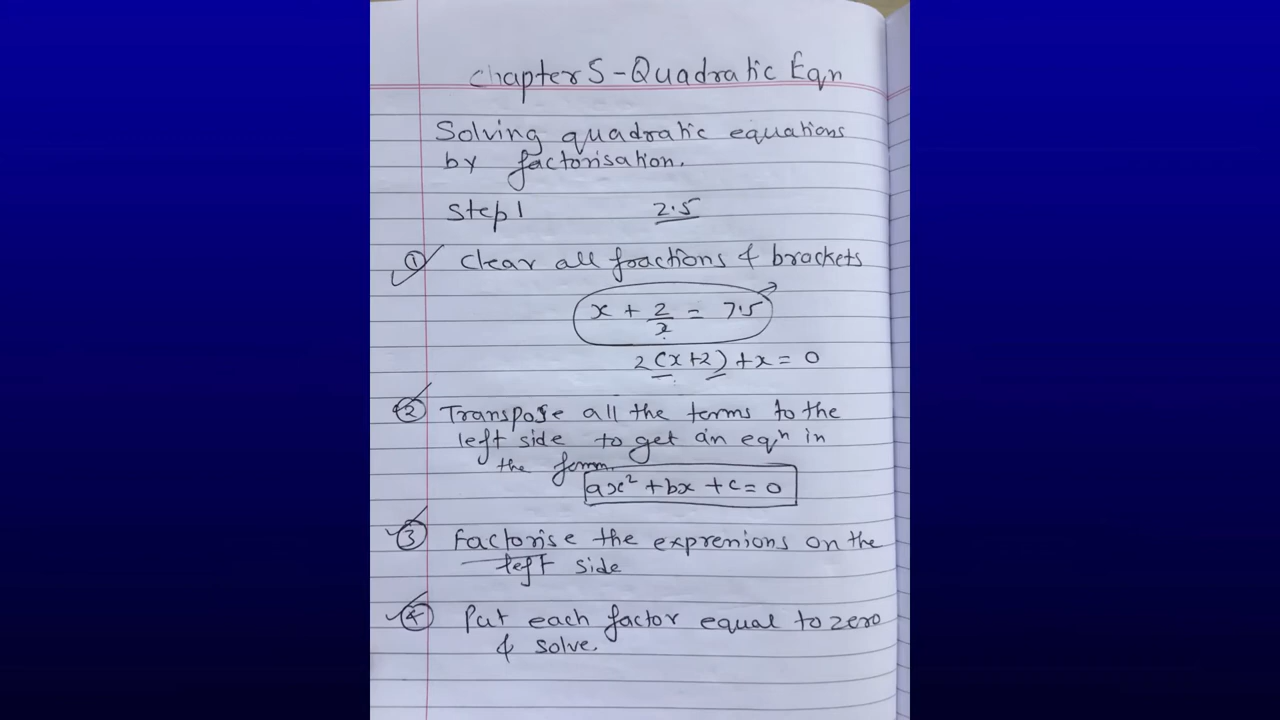 Chapter 5 - Quadratic Eqn
Solving quadratic equations
by factorisation.
Step 1 2.5
① Clear all fractions & brackets
x + 2/2 = 7.5
2(x+2) + x = 0
② Transpose all the terms to the
left side to get an eqⁿ in
the form
ax² + bx + c = 0
③ Factorise the expressions on the
left side
④ Put each factor equal to zero
& solve.